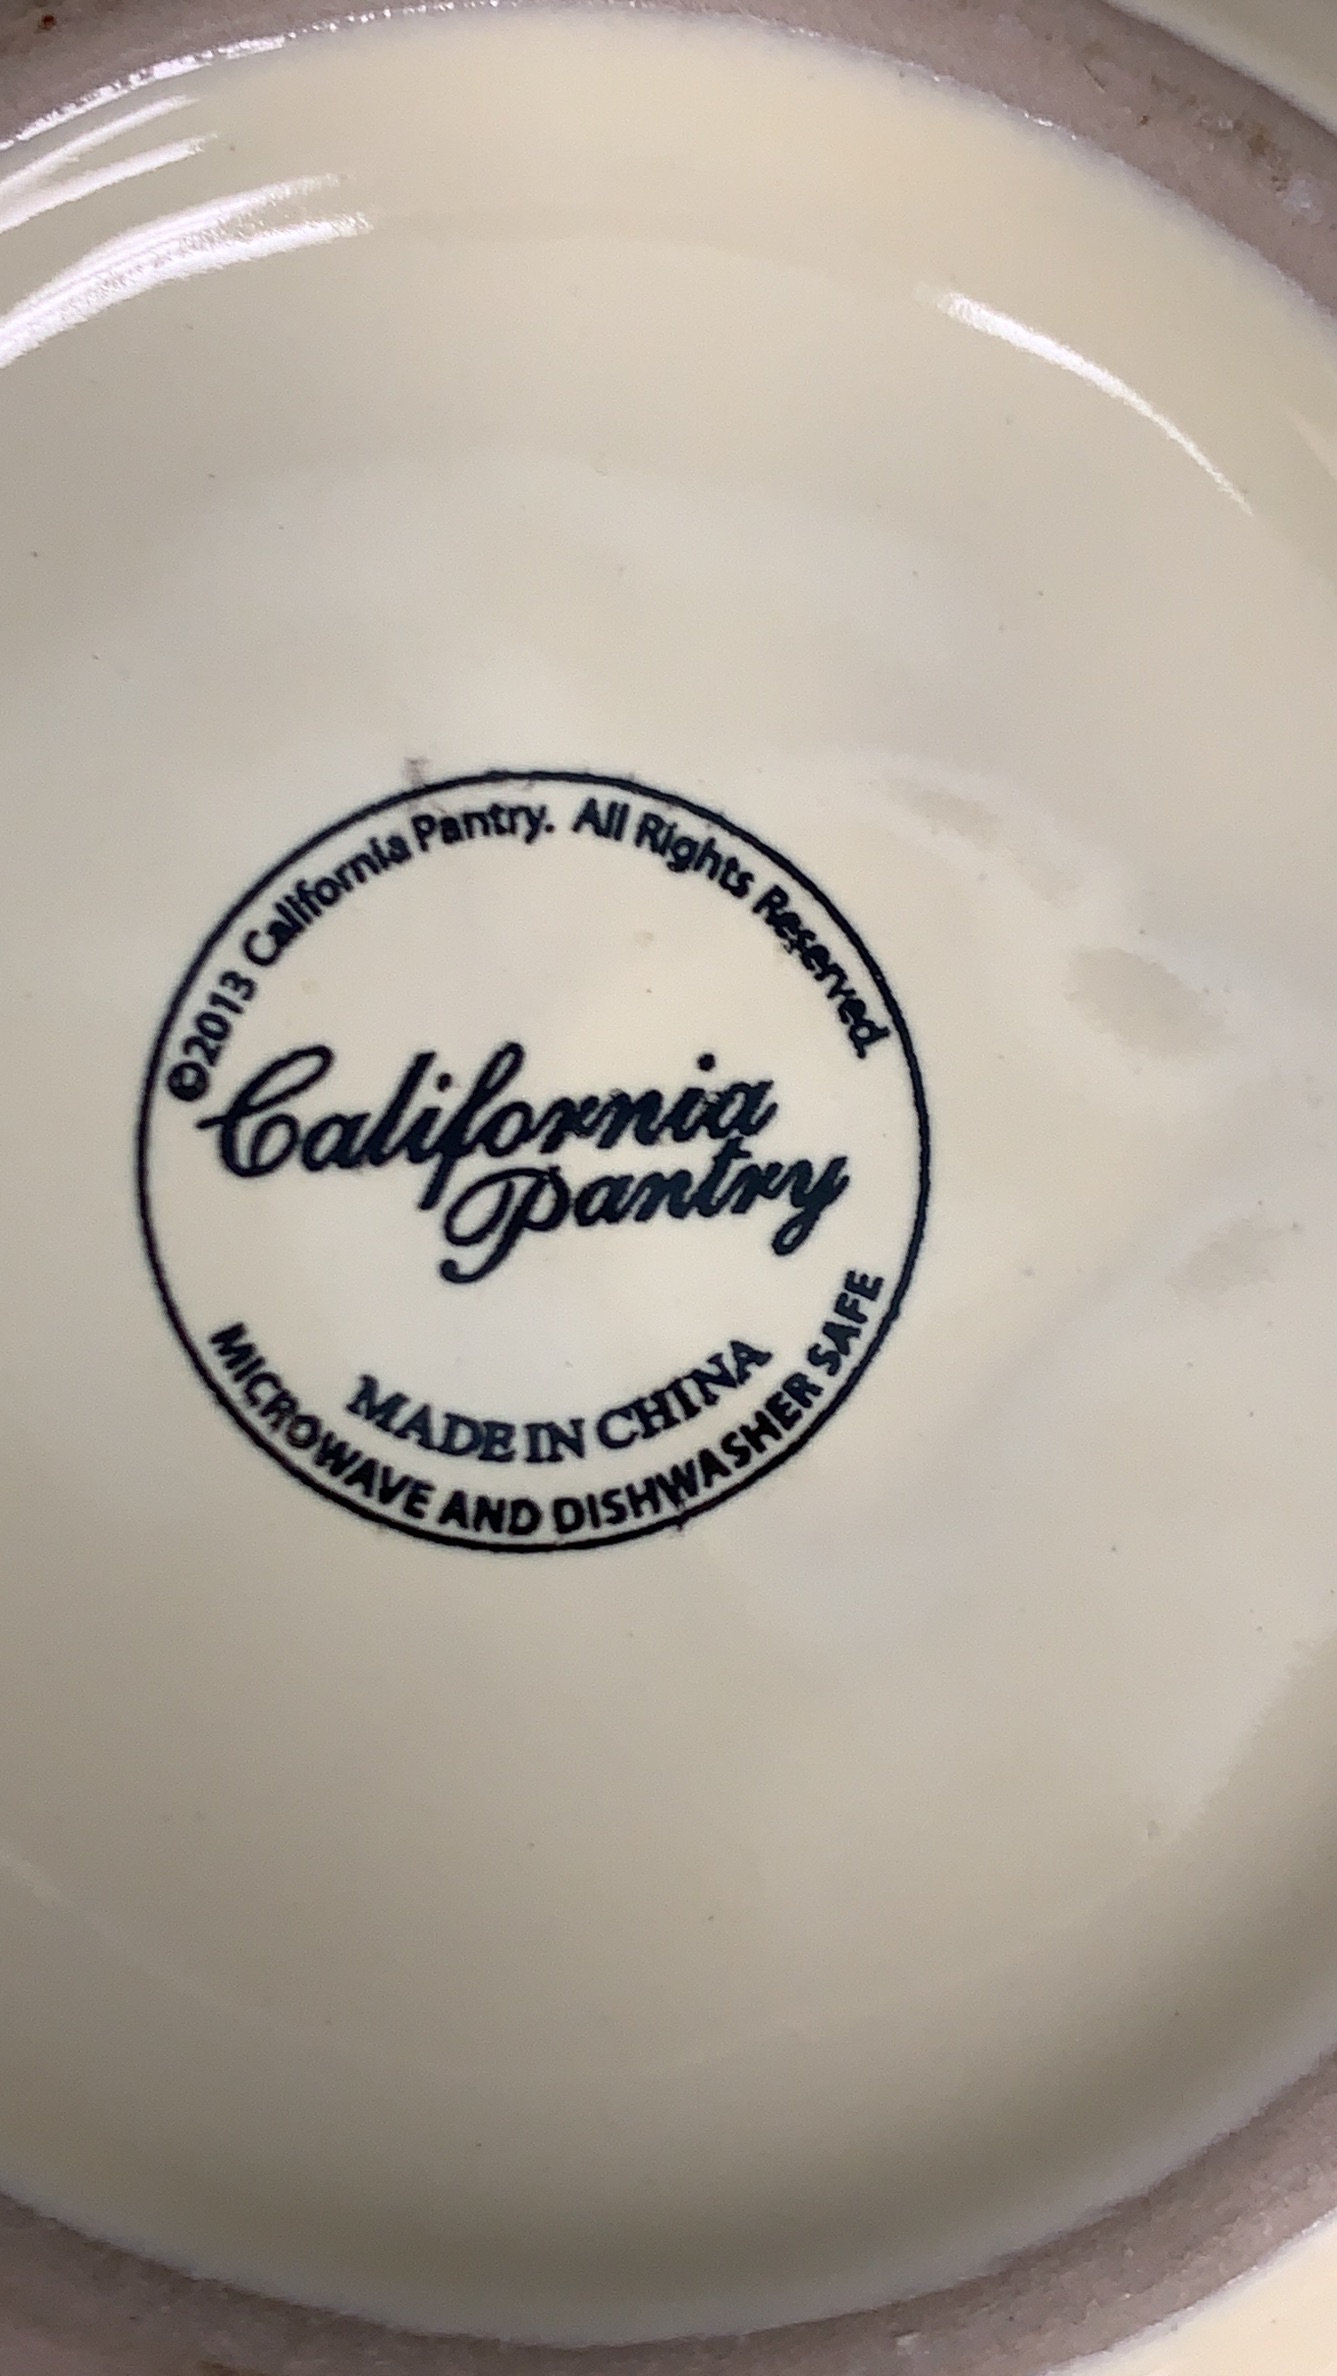 ©2013 California Pantry. All Rights Reserved.
California
Pantry
MADE IN CHINA
MICROWAVE AND DISHWASHER SAFE